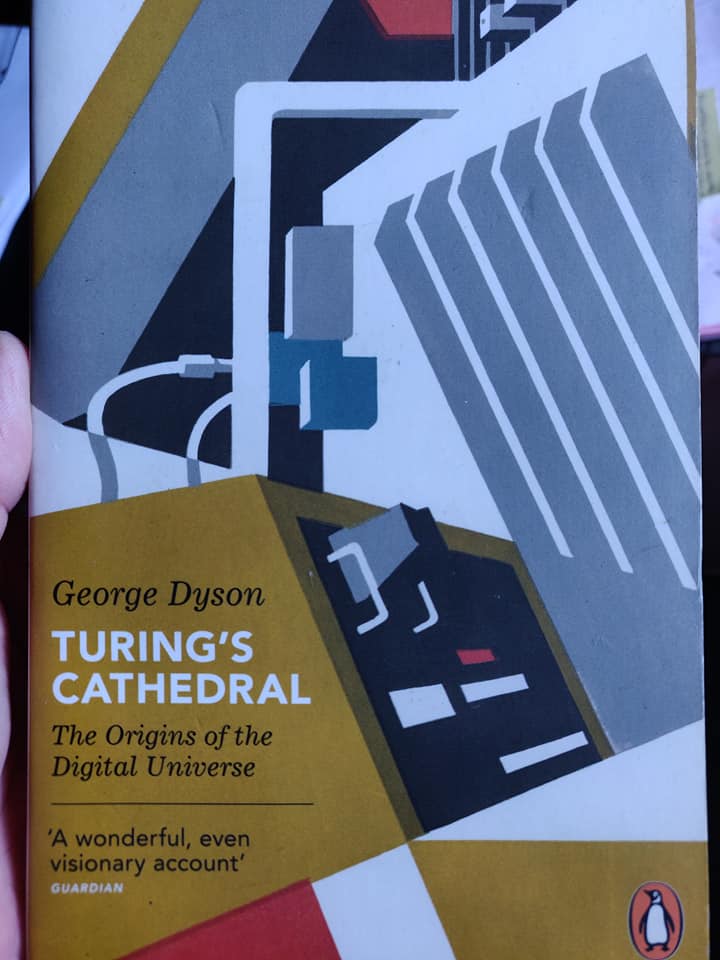 George Dyson
TURING'S
CATHEDRAL
The Origins of the
Digital Universe
'A wonderful, even
visionary account'
GUARDIAN